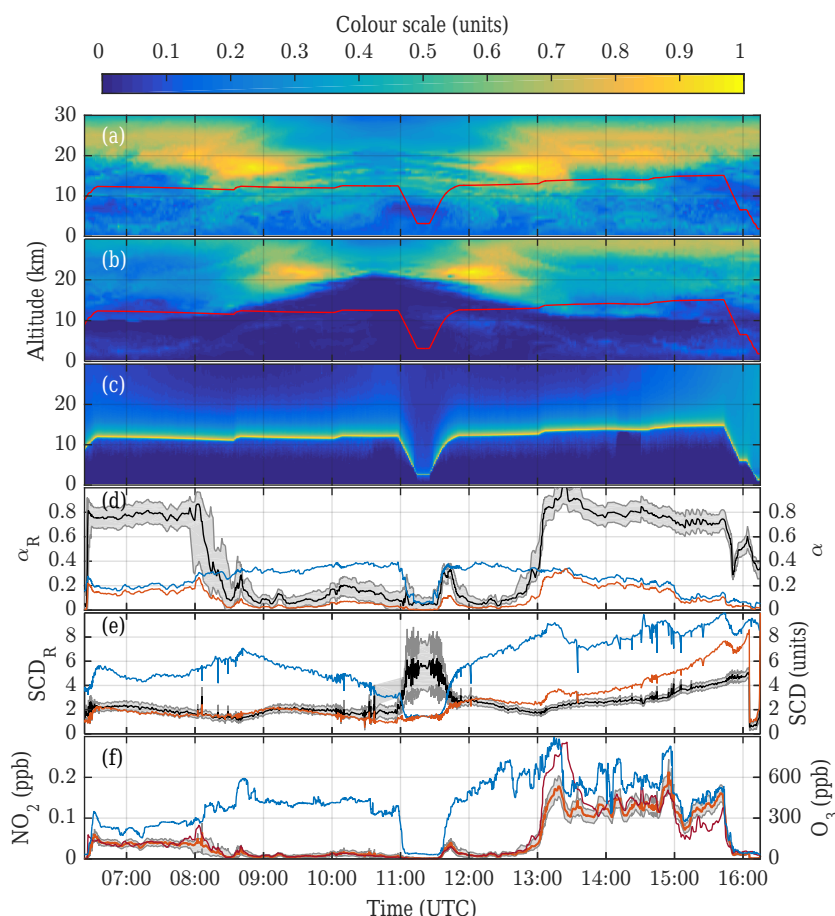 Colour scale (units)
0 0.1 0.2 0.3 0.4 0.5 0.6 0.7 0.8 0.9 1
30
20
10
0
(a)
Altitude (km)
20
10
0
(b)
20
10
0
(c)
0.8
0.6
0.4
0.2
0
α_R
(d)
0.8
0.6
0.4
0.2
0
α
8
6
4
2
0
SCD_R
(e)
8
6
4
2
0
SCD (units)
0.2
0.1
0
NO₂ (ppb)
(f)
600
300
0
O₃ (ppb)
07:00 08:00 09:00 10:00 11:00 12:00 13:00 14:00 15:00 16:00
Time (UTC)